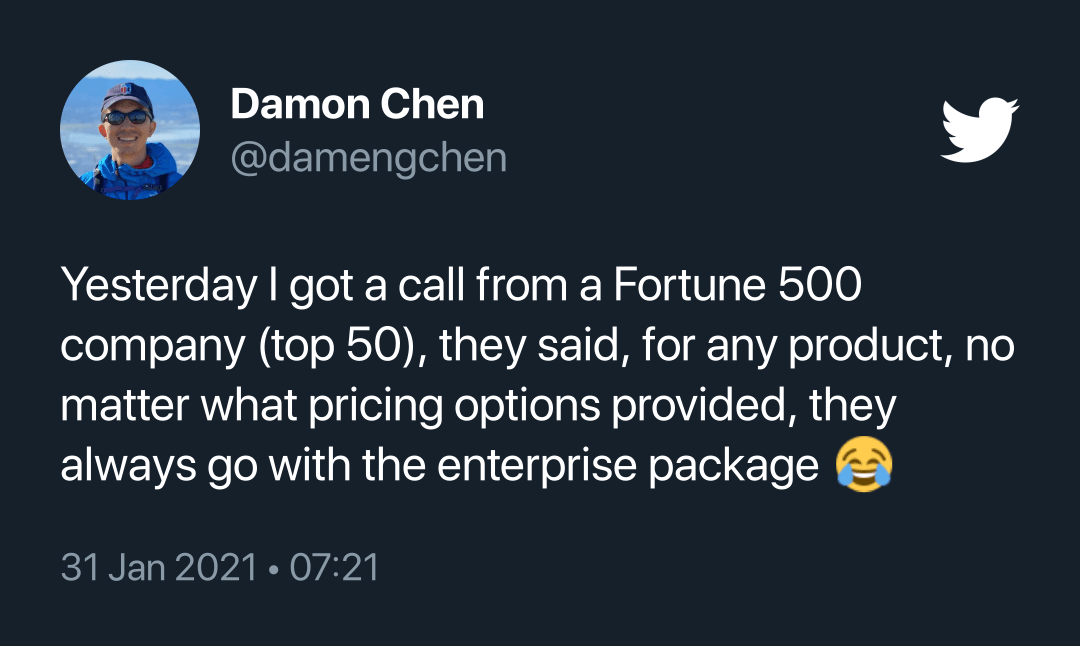 Damon Chen
@damengchen
Yesterday I got a call from a Fortune 500
company (top 50), they said, for any product, no
matter what pricing options provided, they
always go with the enterprise package 😂
31 Jan 2021 • 07:21